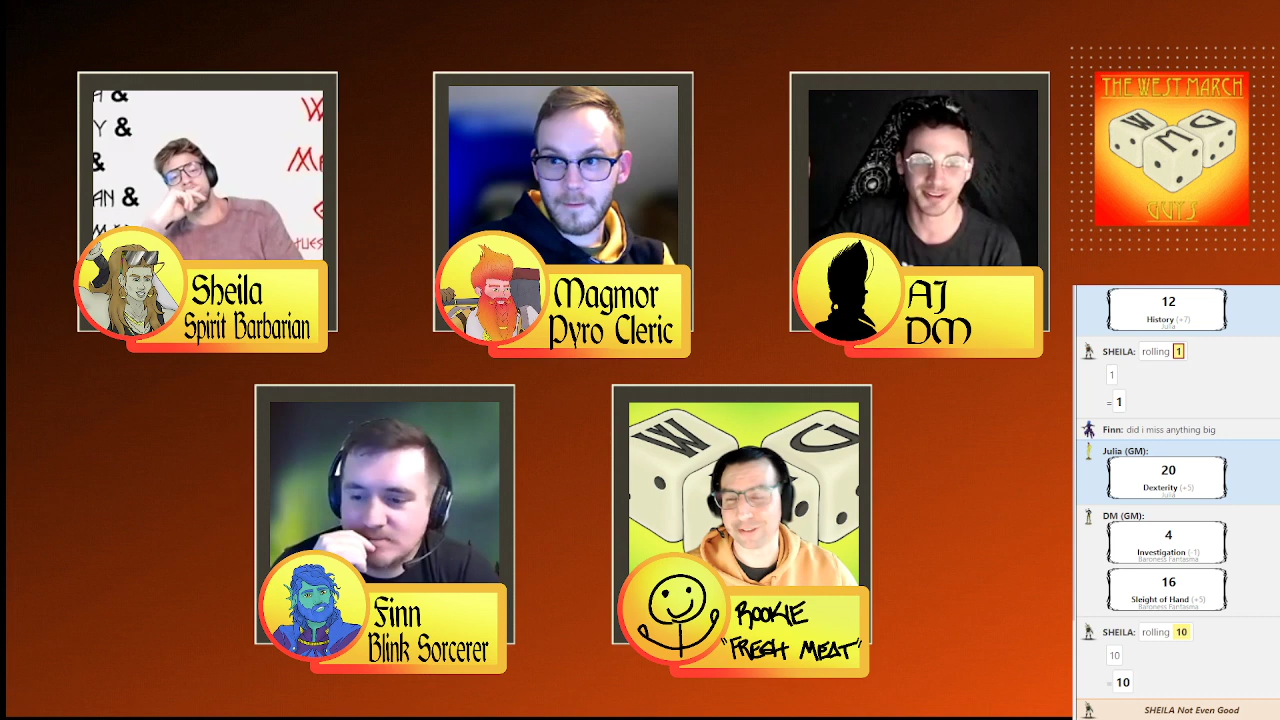 &
Y &
&
AN &
W
Sheila
Spirit Barbarian
Magmor
Pyro Cleric
AJ
DM
THE WEST MARCH
W M G
GUYS
W G
Finn
Blink Sorcerer
ROOKIE
"FRESH MEAT"
12
History (+7)
Julia
SHEILA: rolling 1
1
= 1
Finn: did i miss anything big
Julia (GM):
20
Dexterity (+5)
Julia
DM (GM):
4
Investigation (-1)
Baroness Fantasma
16
Sleight of Hand (+5)
Baroness Fantasma
SHEILA: rolling 10
10
= 10
SHEILA Not Even Good